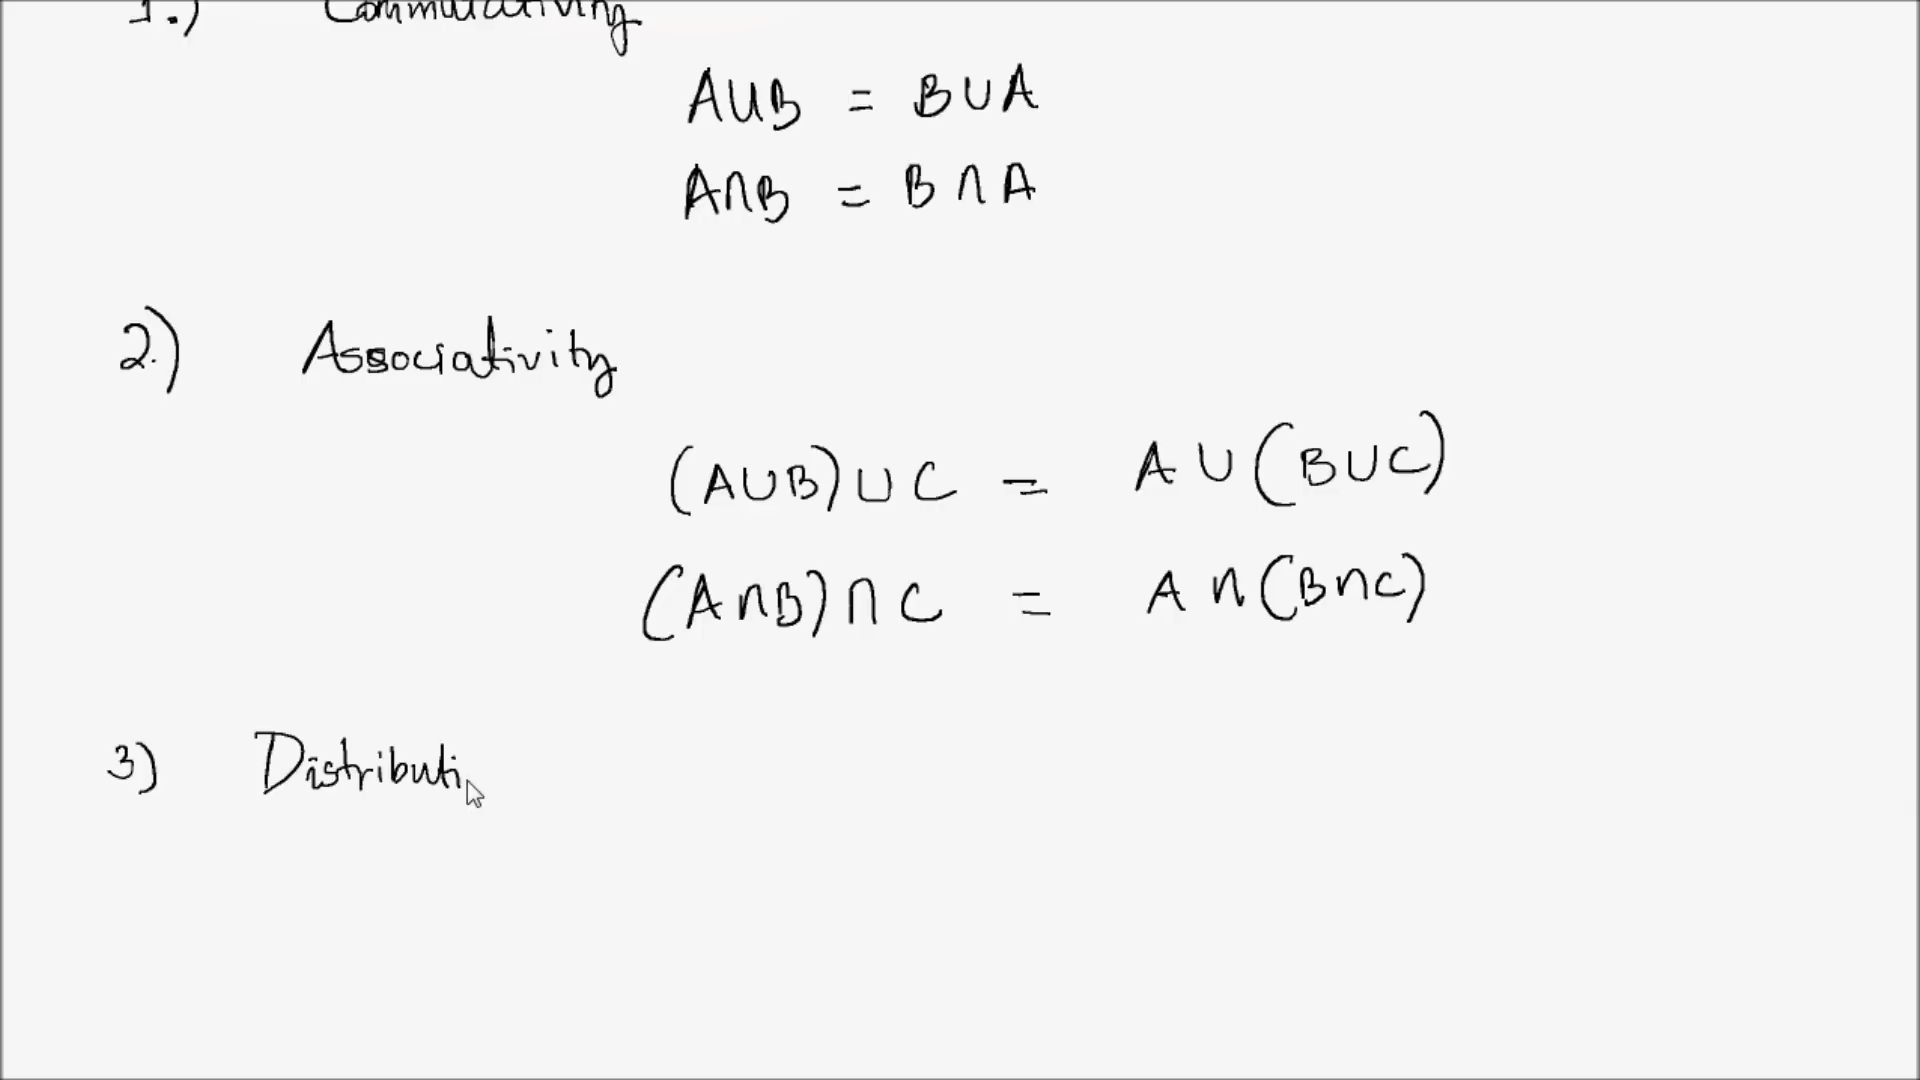 1.) Commutativity
A∪B = B∪A
A∩B = B∩A
2.) Associativity
(A∪B)∪C = A∪(B∪C)
(A∩B)∩C = A∩(B∩C)
3) Distributi